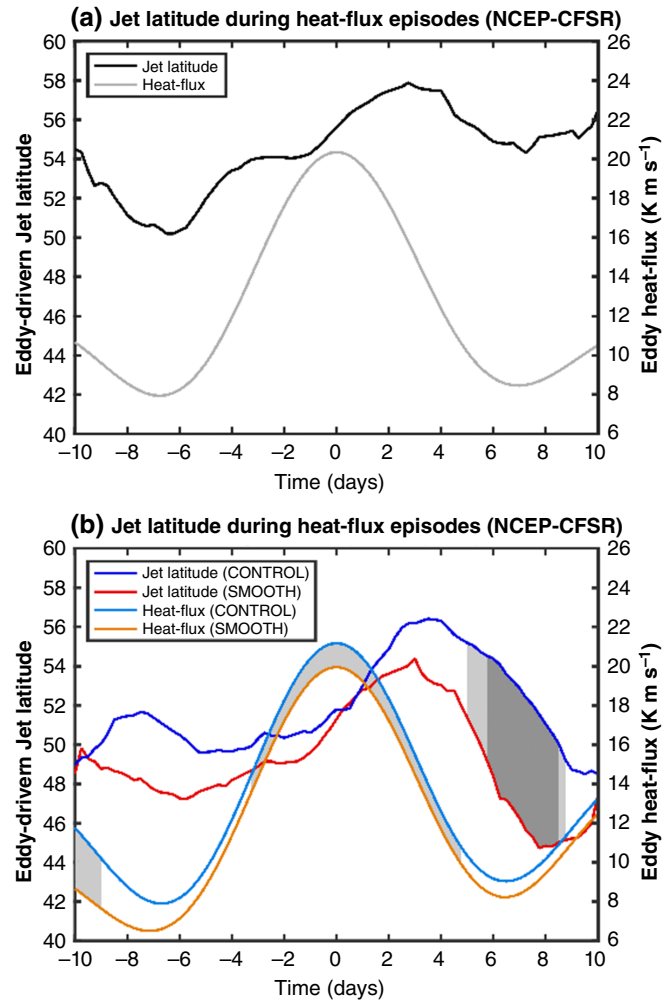 (a) Jet latitude during heat-flux episodes (NCEP-CFSR)
60
58
56
54
52
50
48
46
44
42
40
Eddy-drivern Jet latitude
Jet latitude
Heat-flux
26
24
22
20
18
16
14
12
10
8
6
Eddy heat-flux (K m s⁻¹)
–10 –8 –6 –4 –2 0 2 4 6 8 10
Time (days)
(b) Jet latitude during heat-flux episodes (NCEP-CFSR)
60
58
56
54
52
50
48
46
44
42
40
Eddy-drivern Jet latitude
Jet latitude (CONTROL)
Jet latitude (SMOOTH)
Heat-flux (CONTROL)
Heat-flux (SMOOTH)
26
24
22
20
18
16
14
12
10
8
6
Eddy heat-flux (K m s⁻¹)
–10 –8 –6 –4 –2 0 2 4 6 8 10
Time (days)